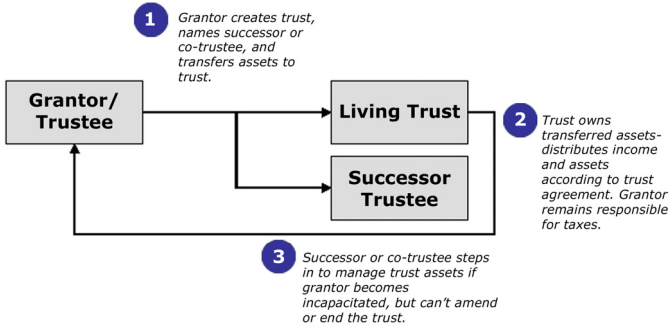 1
Grantor creates trust,
names successor or
co-trustee, and
transfers assets to
trust.
Grantor/
Trustee
Living Trust
Successor
Trustee
2
Trust owns
transferred assets-
distributes income
and assets
according to trust
agreement. Grantor
remains responsible
for taxes.
3
Successor or co-trustee steps
in to manage trust assets if
grantor becomes
incapacitated, but can't amend
or end the trust.